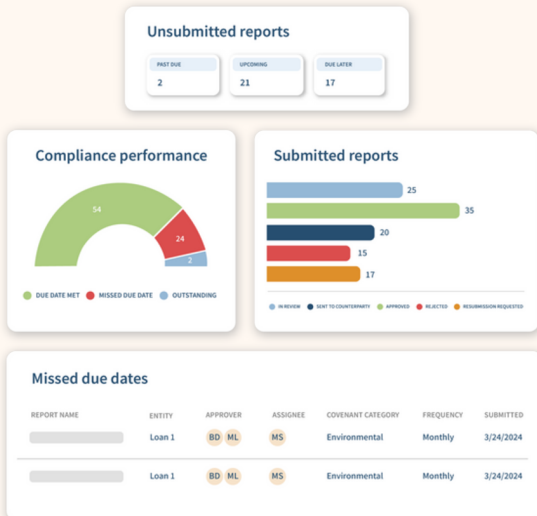 Unsubmitted reports
PAST DUE UPCOMING DUE LATER
2 21 17
Compliance performance
54
24
2
DUE DATE MET MISSED DUE DATE OUTSTANDING
Submitted reports
25
35
20
15
17
IN REVIEW SENT TO COUNTERPARTY APPROVED REJECTED RESUBMISSION REQUESTED
Missed due dates
REPORT NAME ENTITY APPROVER ASSIGNEE COVENANT CATEGORY FREQUENCY SUBMITTED
Loan 1 BD ML MS Environmental Monthly 3/24/2024
Loan 1 BD ML MS Environmental Monthly 3/24/2024